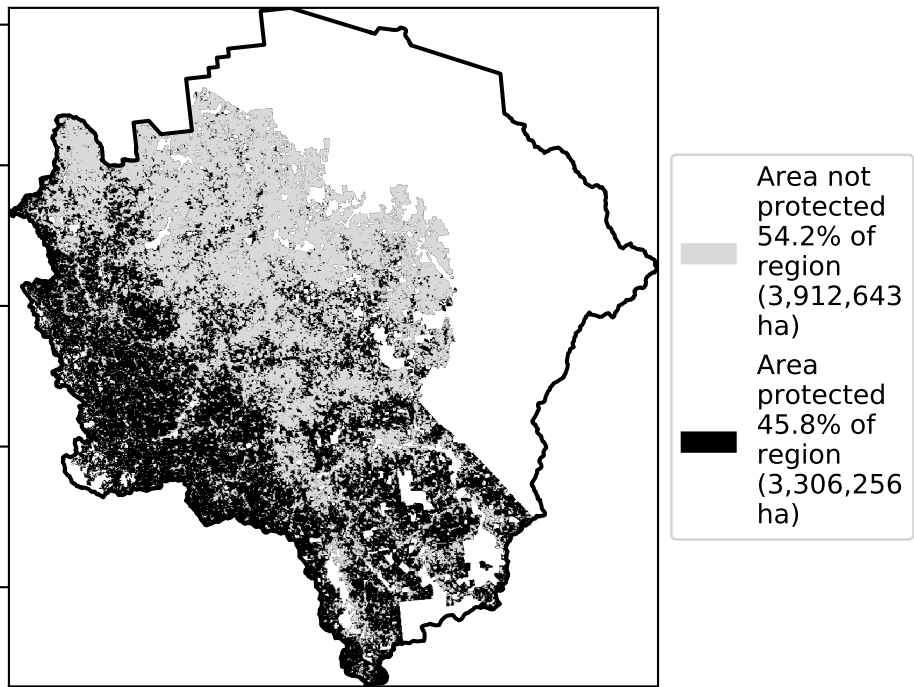 Area not
protected
54.2% of
region
(3,912,643
ha)
Area
protected
45.8% of
region
(3,306,256
ha)